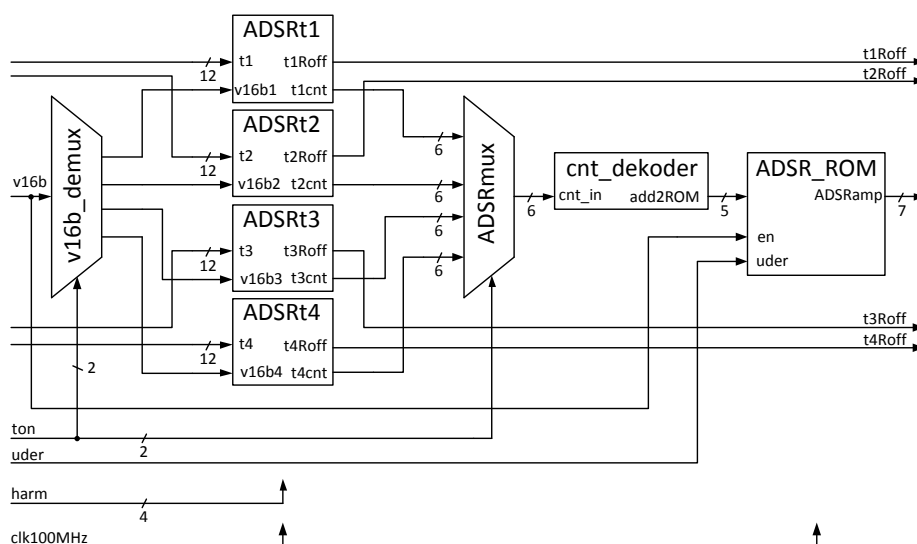 ADSRt1
t1 t1Roff
12
v16b1 t1cnt
t1Roff
t2Roff
ADSRt2
t2 t2Roff
12
v16b2 t2cnt
ADSRt3
t3 t3Roff
12
v16b3 t3cnt
ADSRt4
t4 t4Roff
12
v16b4 t4cnt
v16b
v16b_demux
2
ADSRmux
6
6
6
6
6
cnt_dekoder
cnt_in add2ROM
5
ADSR_ROM
ADSRamp
7
en
uder
t3Roff
t4Roff
ton
2
uder
harm
4
clk100MHz